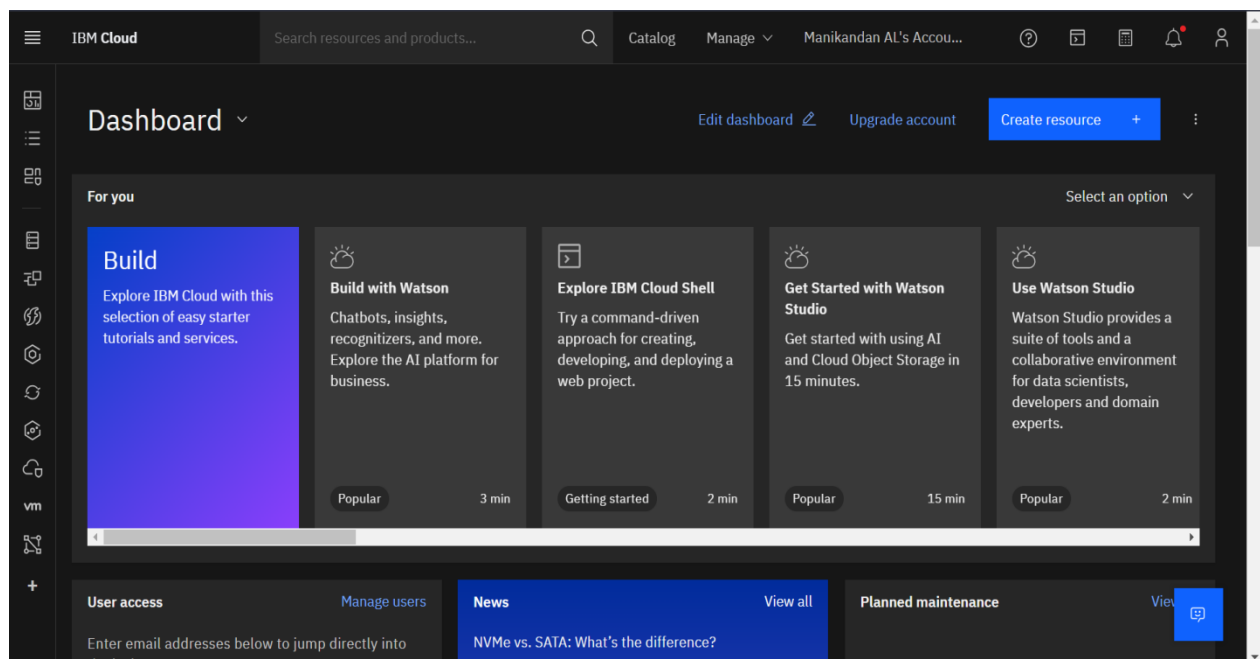 IBM Cloud
Search resources and products...
Catalog
Manage
Manikandan AL's Accou...
Dashboard
Edit dashboard
Upgrade account
Create resource +
For you
Select an option
Build
Explore IBM Cloud with this
selection of easy starter
tutorials and services.
Build with Watson
Chatbots, insights,
recognizers, and more.
Explore the AI platform for
business.
Popular
3 min
Explore IBM Cloud Shell
Try a command-driven
approach for creating,
developing, and deploying a
web project.
Getting started
2 min
Get Started with Watson
Studio
Get started with using AI
and Cloud Object Storage in
15 minutes.
Popular
15 min
Use Watson Studio
Watson Studio provides a
suite of tools and a
collaborative environment
for data scientists,
developers and domain
experts.
Popular
2 min
vm
User access
Manage users
Enter email addresses below to jump directly into
News
View all
NVMe vs. SATA: What's the difference?
Planned maintenance